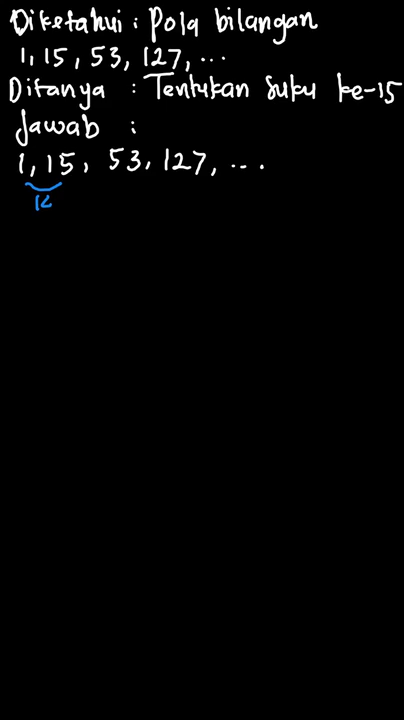 Diketahui : Pola bilangan
1, 15, 53, 127, ...
Ditanya : Tentukan suku ke-15
Jawab :
1, 15, 53, 127, ...
12